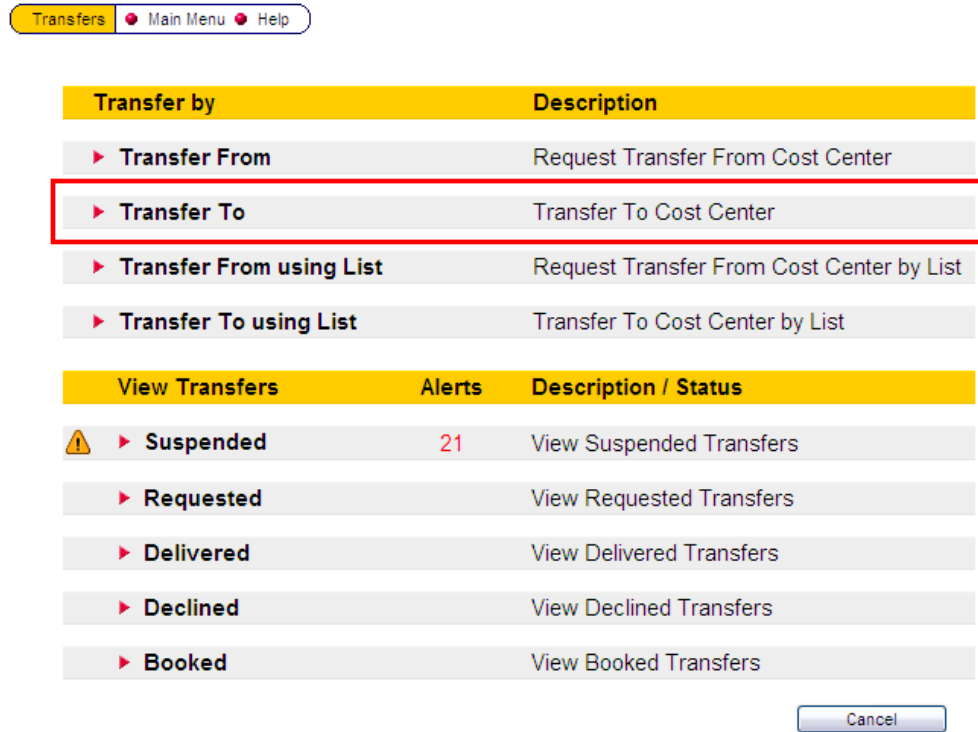 Transfers Main Menu Help
Transfer by Description
Transfer From Request Transfer From Cost Center
Transfer To Transfer To Cost Center
Transfer From using List Request Transfer From Cost Center by List
Transfer To using List Transfer To Cost Center by List
View Transfers Alerts Description / Status
Suspended 21 View Suspended Transfers
Requested View Requested Transfers
Delivered View Delivered Transfers
Declined View Declined Transfers
Booked View Booked Transfers
Cancel